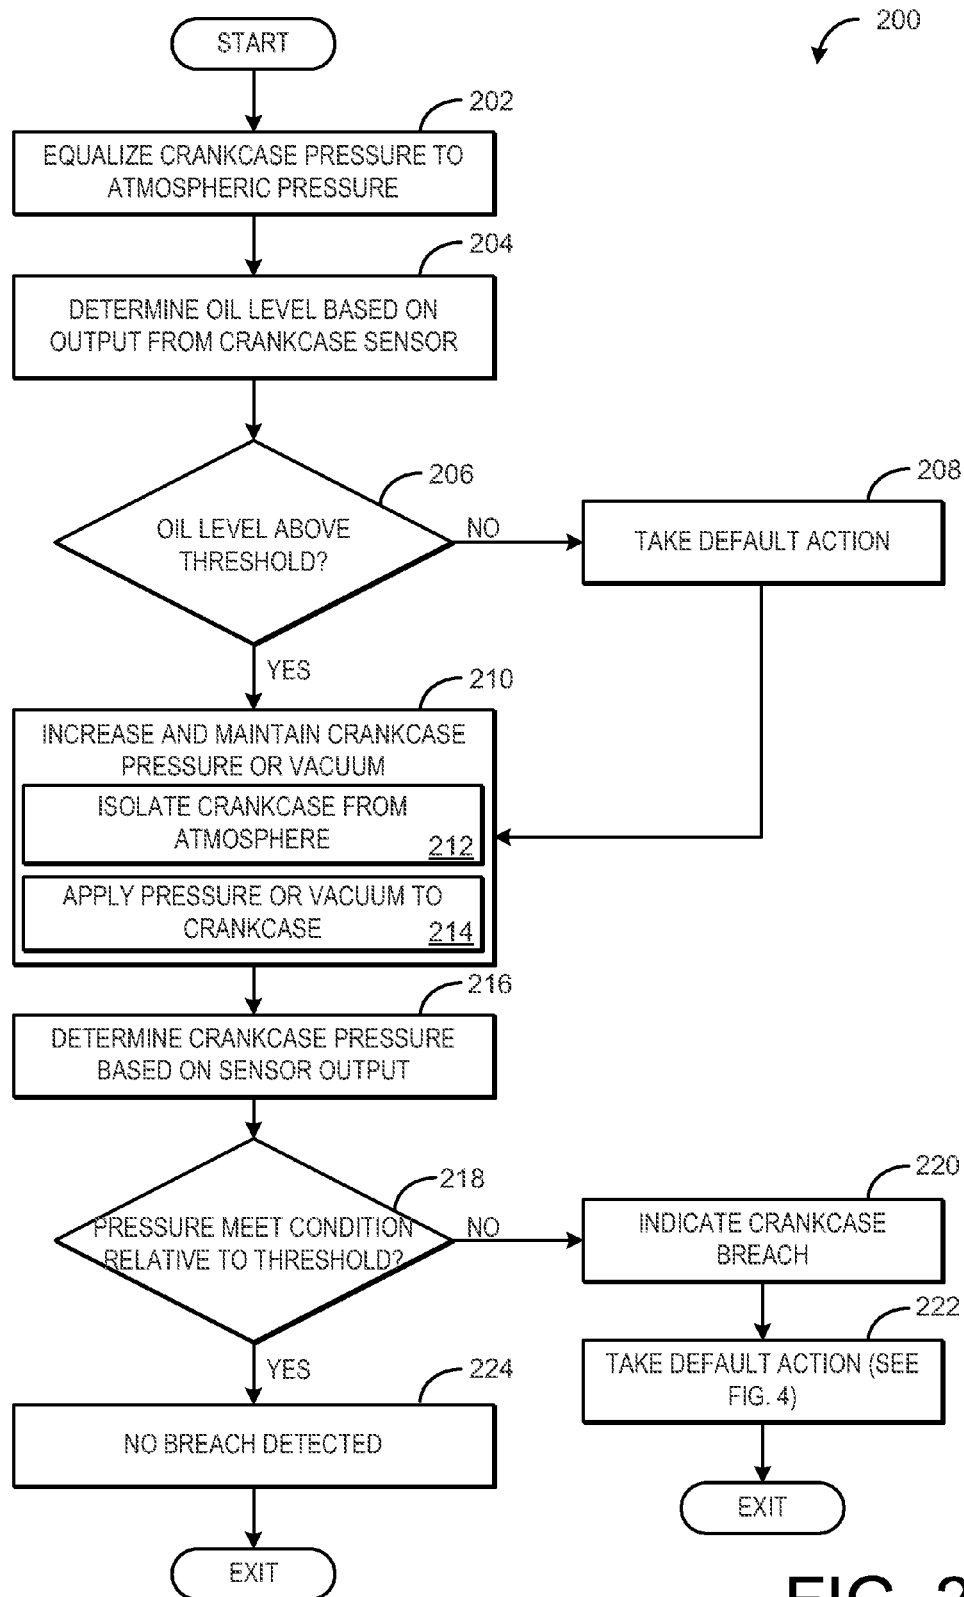 200
START
202
EQUALIZE CRANKCASE PRESSURE TO
ATMOSPHERIC PRESSURE
204
DETERMINE OIL LEVEL BASED ON
OUTPUT FROM CRANKCASE SENSOR
206
OIL LEVEL ABOVE
THRESHOLD?
NO
208
TAKE DEFAULT ACTION
YES
210
INCREASE AND MAINTAIN CRANKCASE
PRESSURE OR VACUUM
ISOLATE CRANKCASE FROM
ATMOSPHERE
212
APPLY PRESSURE OR VACUUM TO
CRANKCASE
214
216
DETERMINE CRANKCASE PRESSURE
BASED ON SENSOR OUTPUT
218
PRESSURE MEET CONDITION
RELATIVE TO THRESHOLD?
NO
220
INDICATE CRANKCASE
BREACH
222
TAKE DEFAULT ACTION (SEE
FIG. 4)
EXIT
YES
224
NO BREACH DETECTED
EXIT
FIG. 2